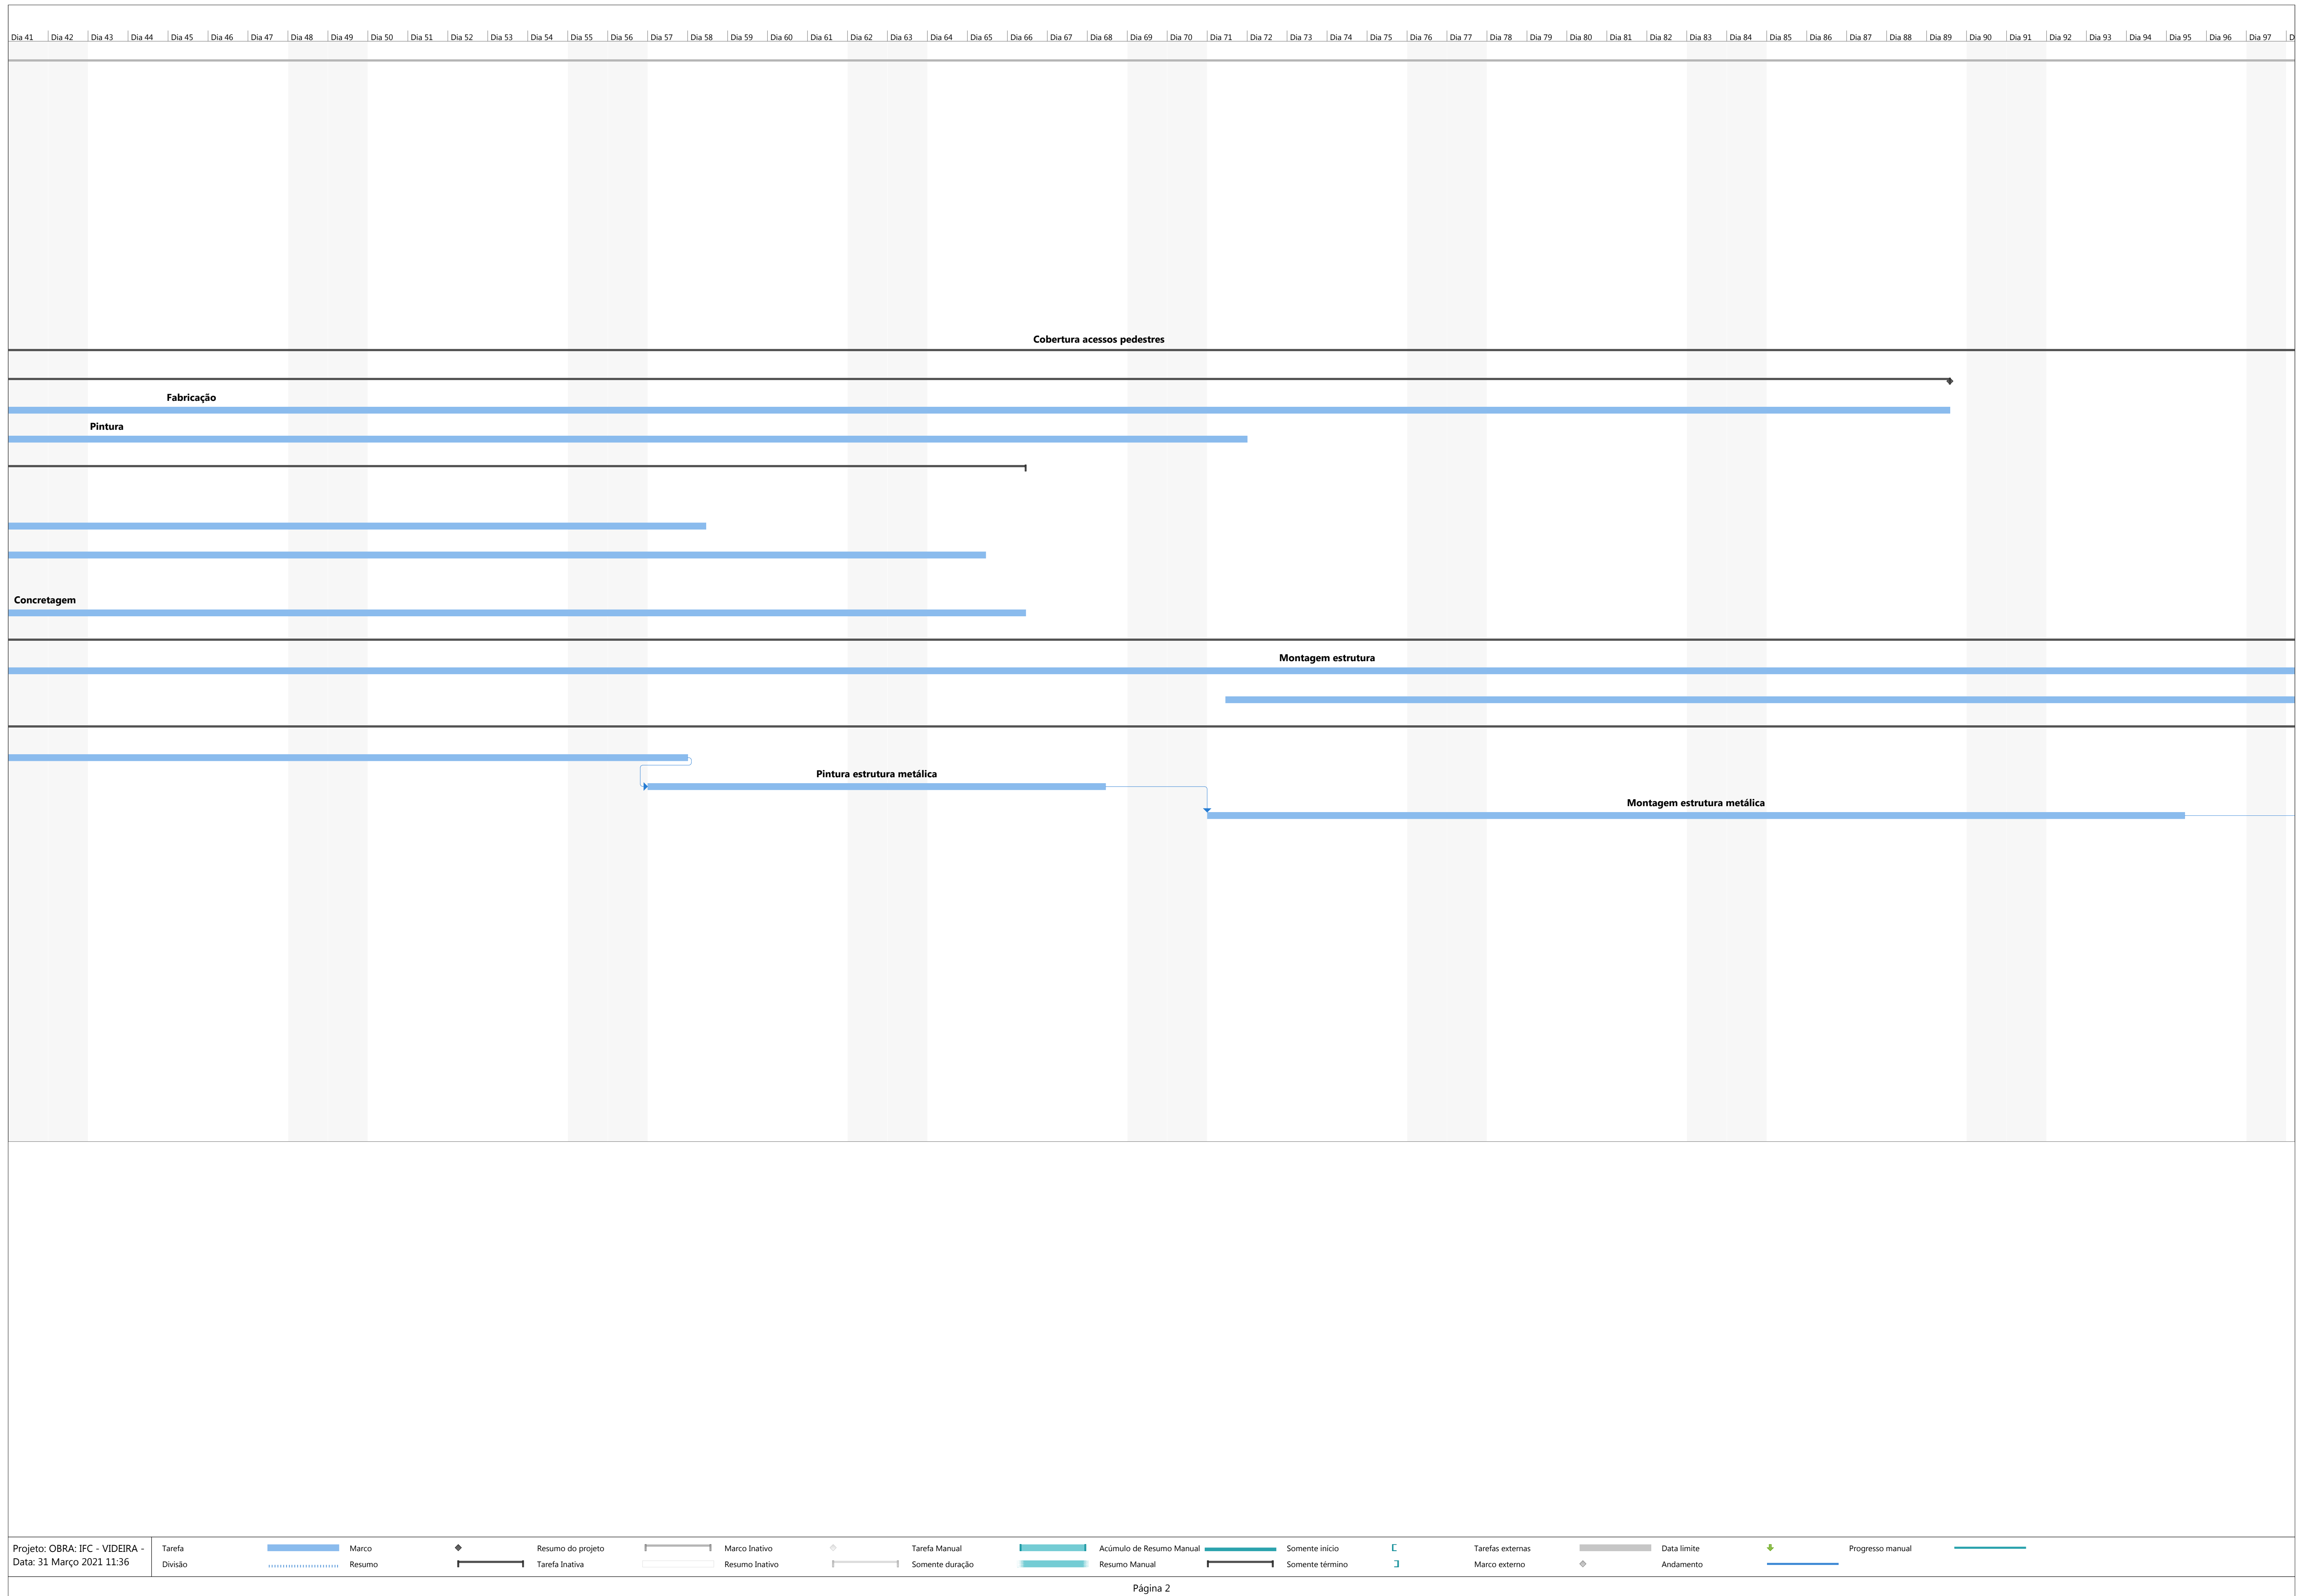 Dia 41 Dia 42 Dia 43 Dia 44 Dia 45 Dia 46 Dia 47 Dia 48 Dia 49 Dia 50 Dia 51 Dia 52 Dia 53 Dia 54 Dia 55 Dia 56 Dia 57 Dia 58 Dia 59 Dia 60 Dia 61 Dia 62 Dia 63 Dia 64 Dia 65 Dia 66 Dia 67 Dia 68 Dia 69 Dia 70 Dia 71 Dia 72 Dia 73 Dia 74 Dia 75 Dia 76 Dia 77 Dia 78 Dia 79 Dia 80 Dia 81 Dia 82 Dia 83 Dia 84 Dia 85 Dia 86 Dia 87 Dia 88 Dia 89 Dia 90 Dia 91 Dia 92 Dia 93 Dia 94 Dia 95 Dia 96 Dia 97 D
Cobertura acessos pedestres
Fabricação
Pintura
Concretagem
Montagem estrutura
Pintura estrutura metálica
Montagem estrutura metálica
Projeto: OBRA: IFC - VIDEIRA -
Data: 31 Março 2021 11:36
Tarefa Marco Resumo do projeto Marco Inativo Tarefa Manual Acúmulo de Resumo Manual Somente início Tarefas externas Data limite Progresso manual
Divisão Resumo Tarefa Inativa Resumo Inativo Somente duração Resumo Manual Somente término Marco externo Andamento
Página 2